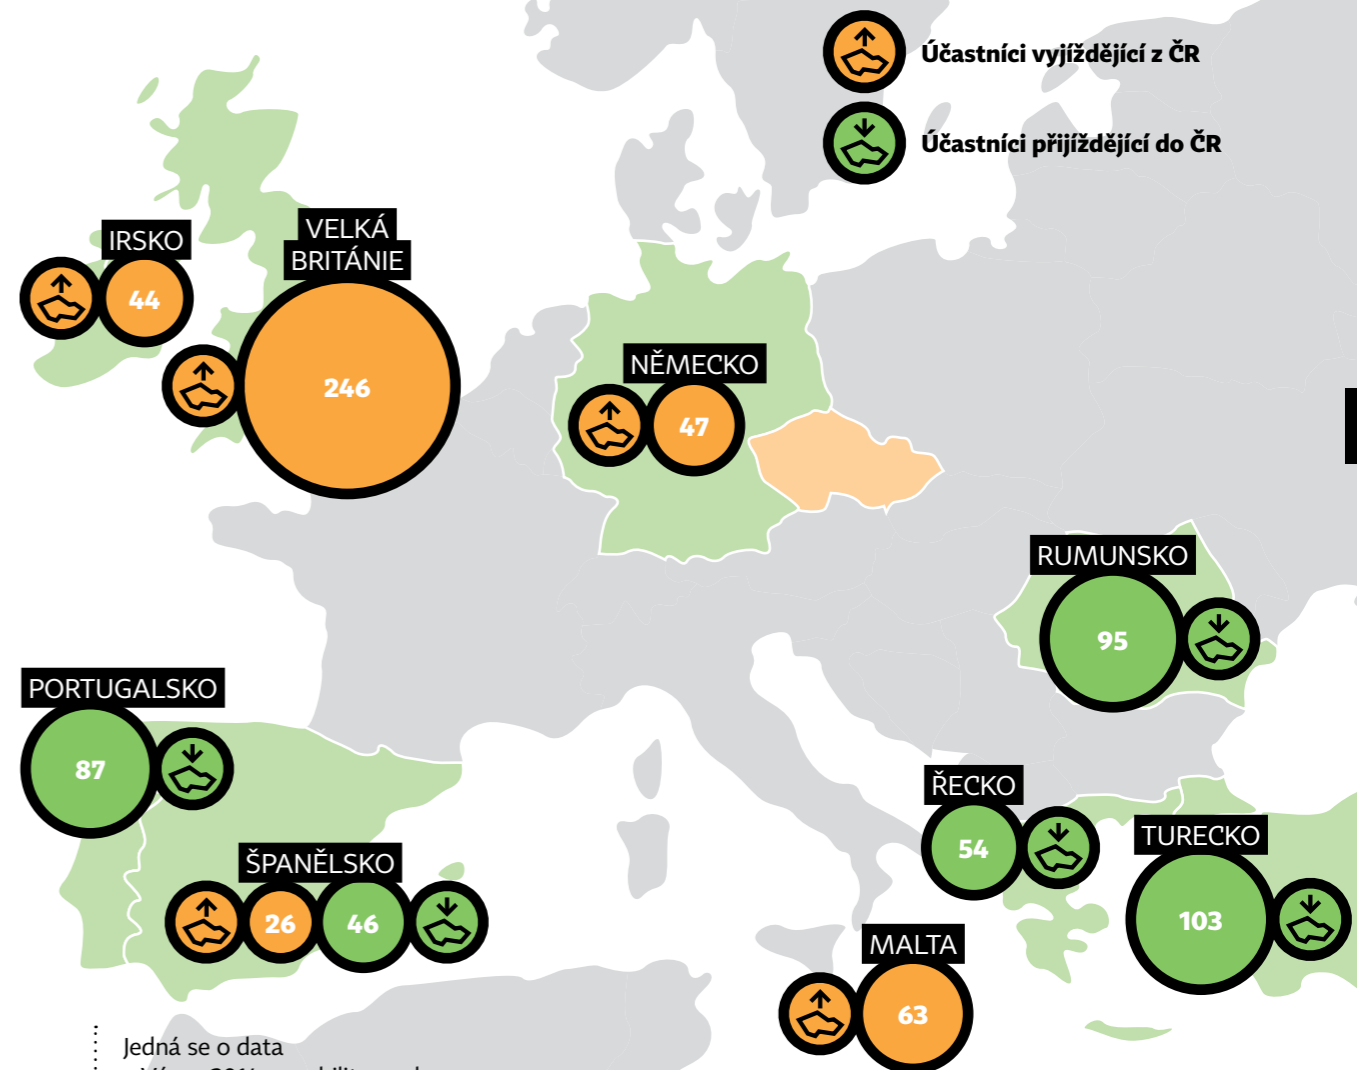 Účastníci vyjíždějící z ČR
Účastníci přijíždějící do ČR
IRSKO
44
VELKÁ
BRITÁNIE
246
NĚMECKO
47
RUMUNSKO
95
PORTUGALSKO
87
ŠPANĚLSKO
26
46
ŘECKO
54
TURECKO
103
MALTA
63
Jedná se o data